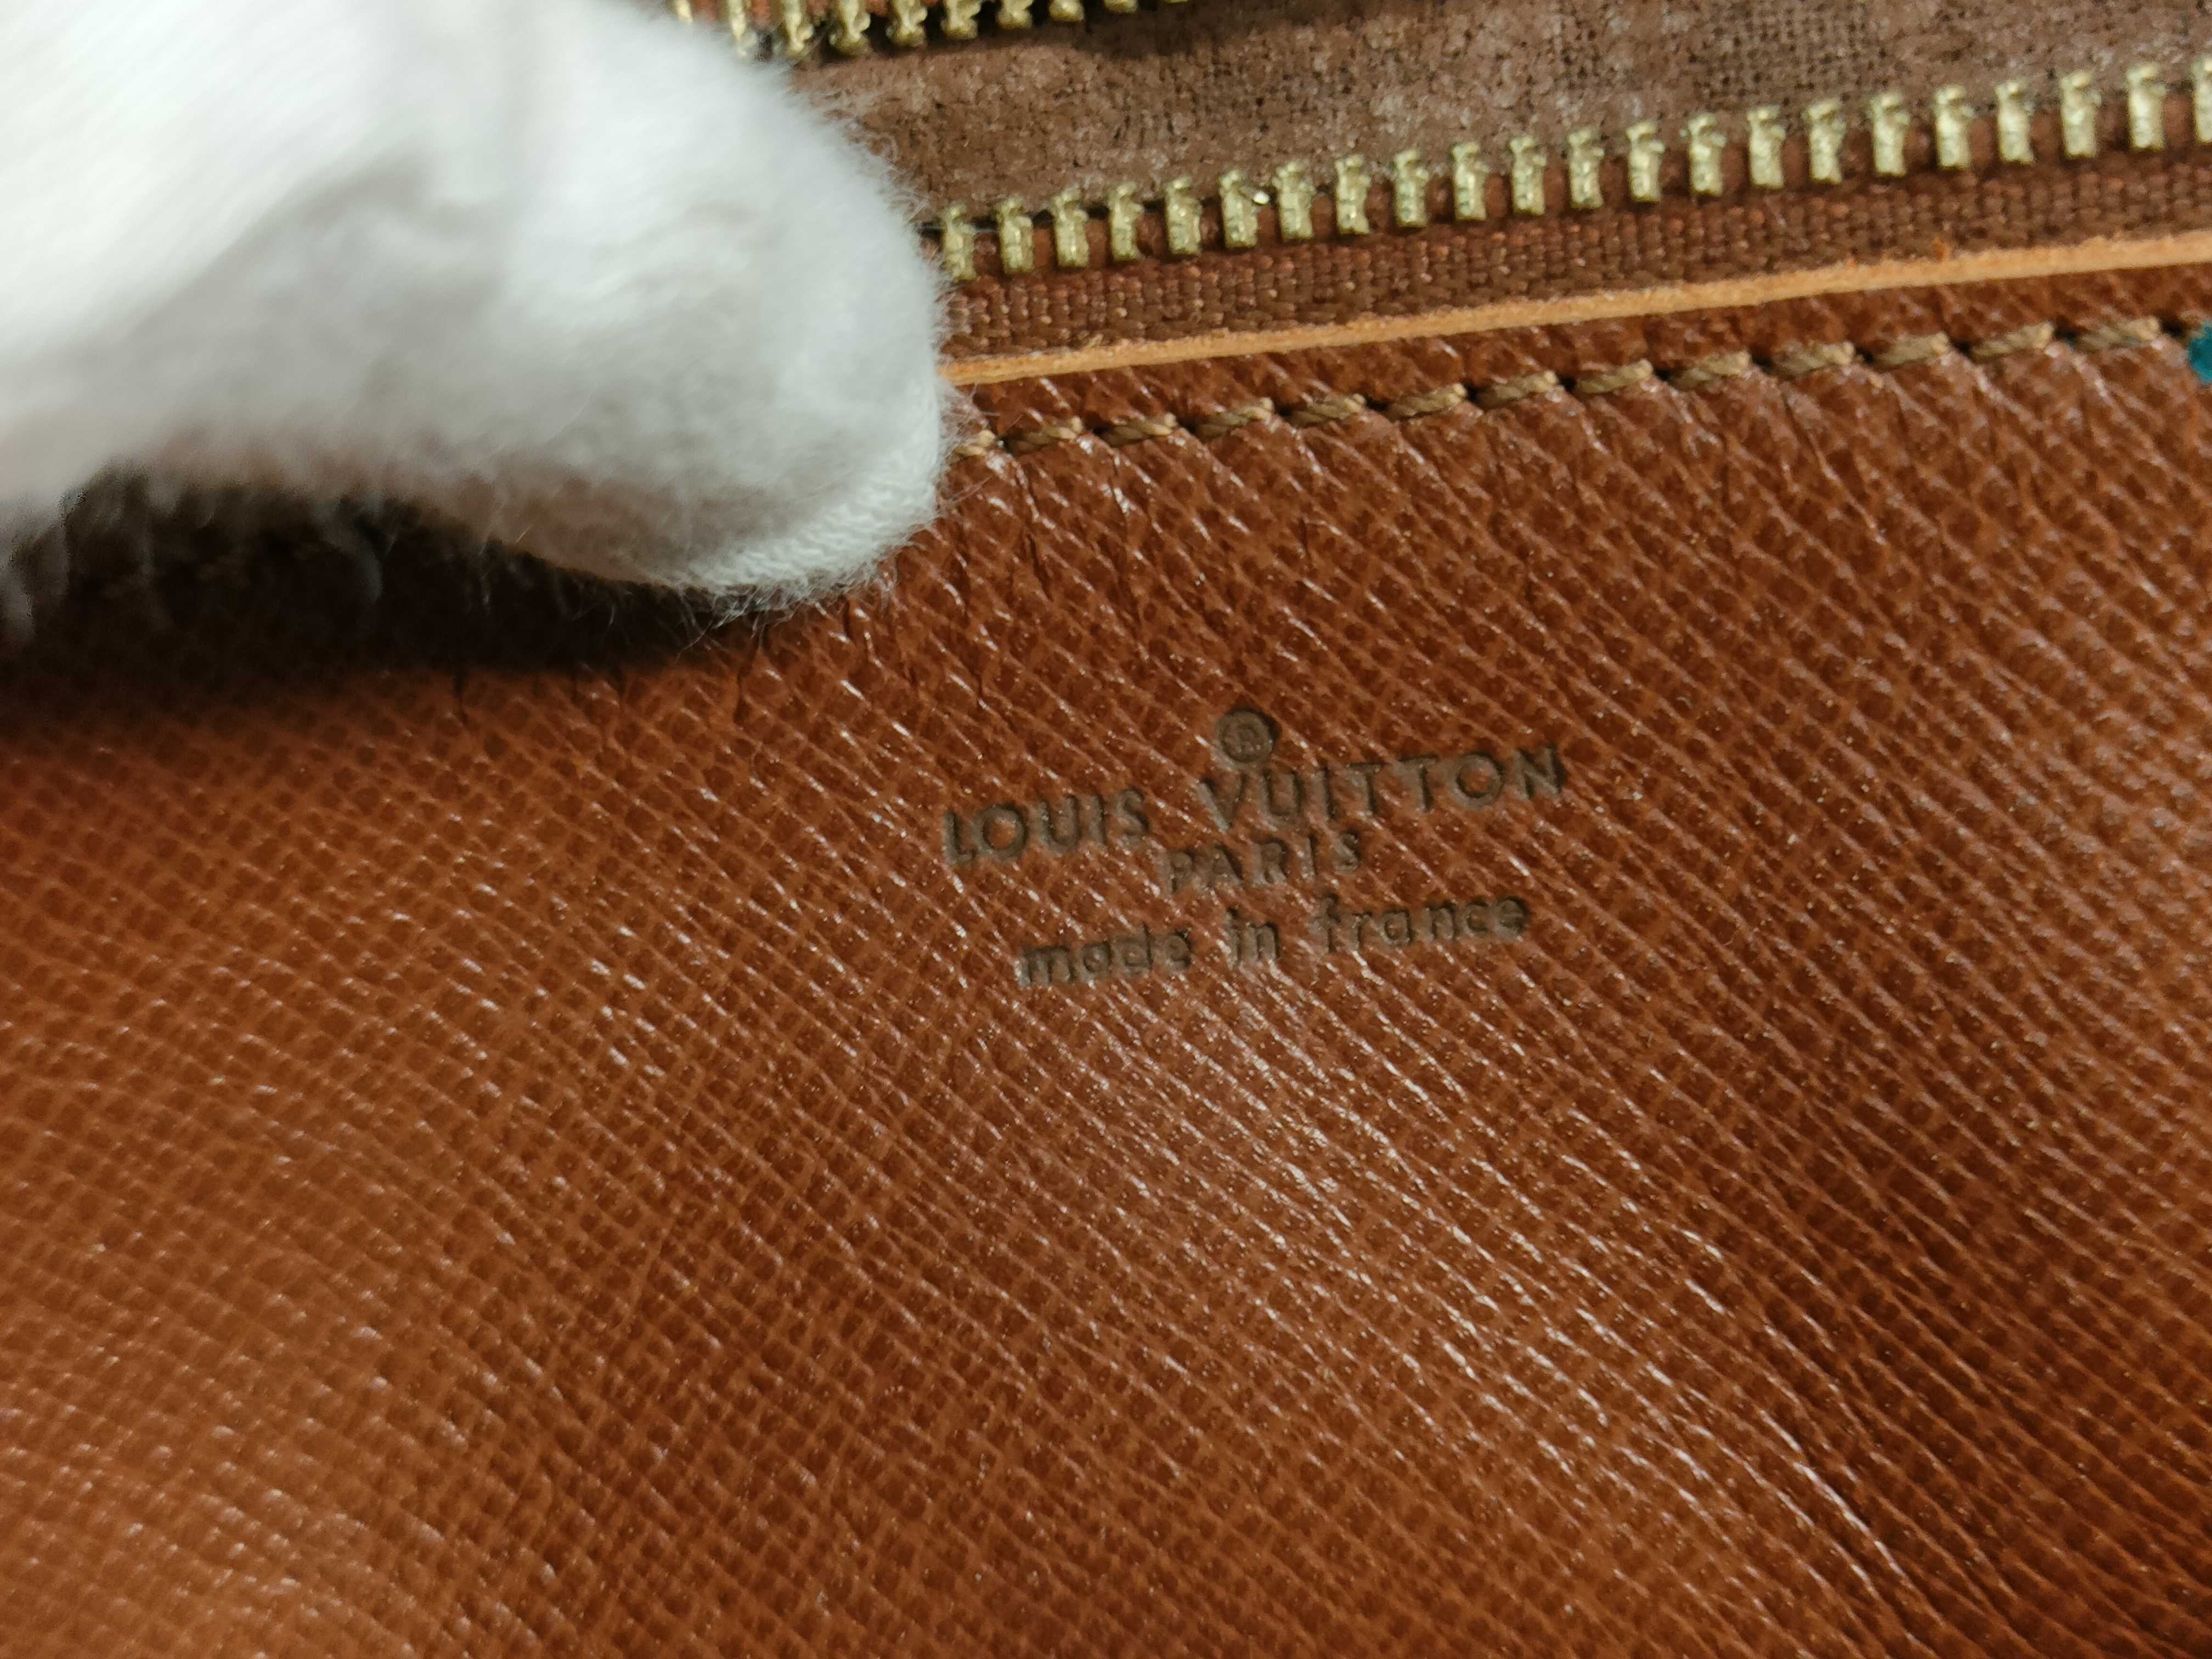 ®
LOUIS VUITTON
PARIS
made in france